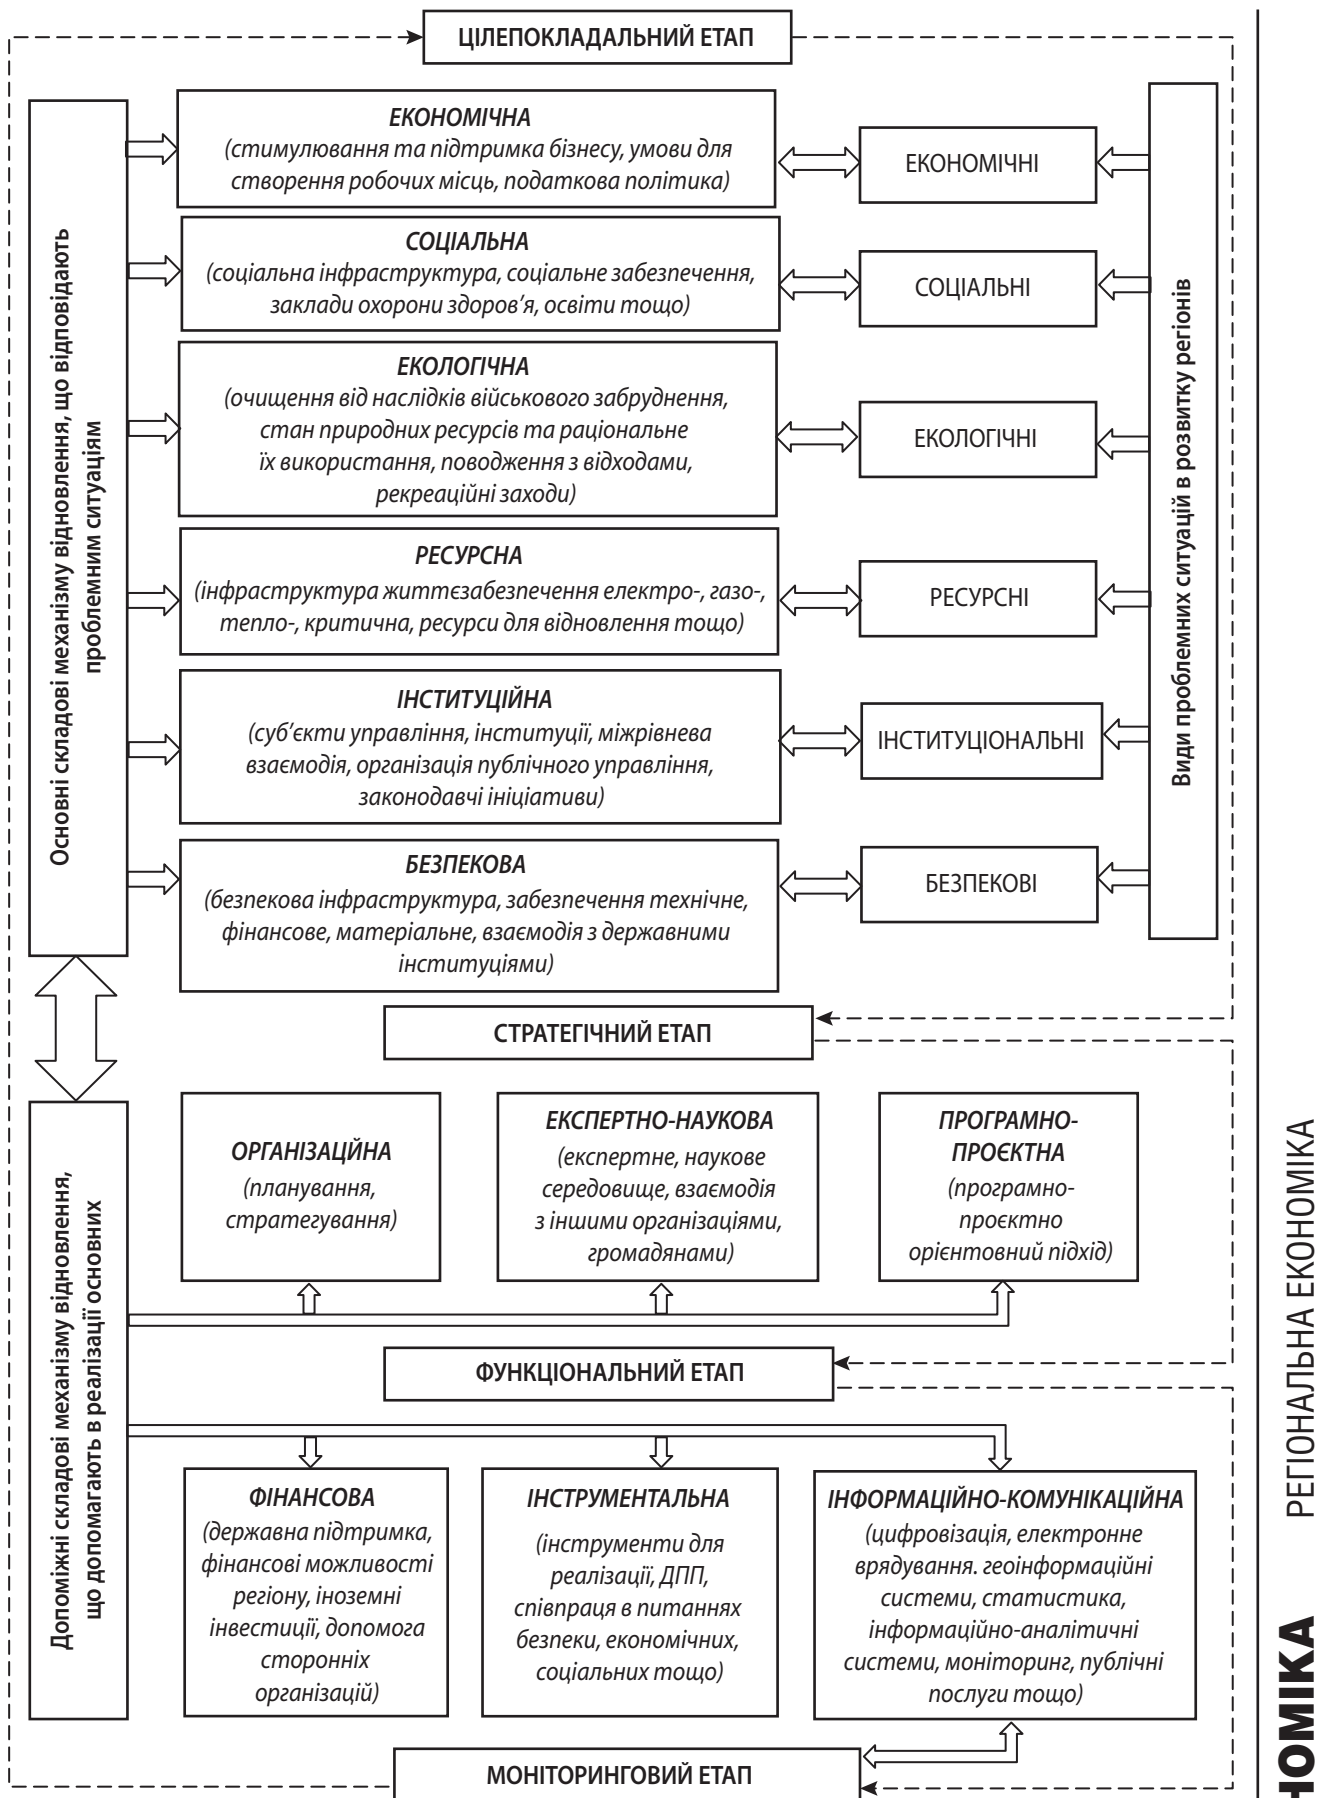 ЦІЛЕПОКЛАДАЛЬНИЙ ЕТАП
Основні складові механізму відновлення, що відповідають
проблемним ситуаціям
ЕКОНОМІЧНА
(стимулювання та підтримка бізнесу, умови для
створення робочих місць, податкова політика)
ЕКОНОМІЧНІ
СОЦІАЛЬНА
(соціальна інфраструктура, соціальне забезпечення,
заклади охорони здоров’я, освіти тощо)
СОЦІАЛЬНІ
ЕКОЛОГІЧНА
(очищення від наслідків військового забруднення,
стан природних ресурсів та раціональне
їх використання, поводження з відходами,
рекреаційні заходи)
ЕКОЛОГІЧНІ
РЕСУРСНА
(інфраструктура життєзабезпечення електро-, газо-,
тепло-, критична, ресурси для відновлення тощо)
РЕСУРСНІ
ІНСТИТУЦІЙНА
(суб’єкти управління, інституції, міжрівнева
взаємодія, організація публічного управління,
законодавчі ініціативи)
ІНСТИТУЦІОНАЛЬНІ
БЕЗПЕКОВА
(безпекова інфраструктура, забезпечення технічне,
фінансове, матеріальне, взаємодія з державними
інституціями)
БЕЗПЕКОВІ
Види проблемних ситуацій в розвитку регіонів
СТРАТЕГІЧНИЙ ЕТАП
Допоміжні складові механізму відновлення,
що допомагають в реалізації основних
ОРГАНІЗАЦЙНА
(планування,
стратегування)
ЕКСПЕРТНО-НАУКОВА
(експертне, наукове
середовище, взаємодія
з іншими організаціями,
громадянами)
ПРОГРАМНО-
ПРОЄКТНА
(програмно-
проєктно
орієнтовний підхід)
ФУНКЦІОНАЛЬНИЙ ЕТАП
ФІНАНСОВА
(державна підтримка,
фінансові можливості
регіону, іноземні
інвестиції, допомога
сторонніх
організацій)
ІНСТРУМЕНТАЛЬНА
(інструменти для
реалізації, ДПП,
співпраця в питаннях
безпеки, економічних,
соціальних тощо)
ІНФОРМАЦІЙНО-КОМУНІКАЦІЙНА
(цифровізація, електронне
врядування. геоінформаційні
системи, статистика,
інформаційно-аналітичні
системи, моніторинг, публічні
послуги тощо)
МОНІТОРИНГОВИЙ ЕТАП
НОМІКА РЕГІОНАЛЬНА ЕКОНОМІКА